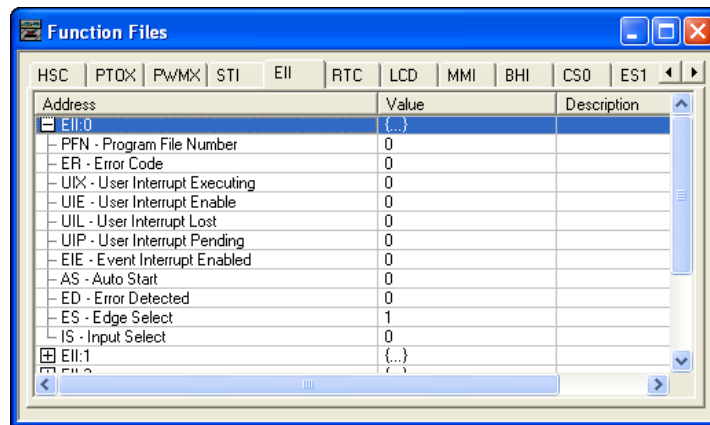 Function Files
HSC PTOX PWMX STI EII RTC LCD MMI BHI CS0 ES1
Address Value Description
EII:0 {...}
PFN - Program File Number 0
ER - Error Code 0
UIX - User Interrupt Executing 0
UIE - User Interrupt Enable 0
UIL - User Interrupt Lost 0
UIP - User Interrupt Pending 0
EIE - Event Interrupt Enabled 0
AS - Auto Start 0
ED - Error Detected 0
ES - Edge Select 1
IS - Input Select 0
EII:1 {...}